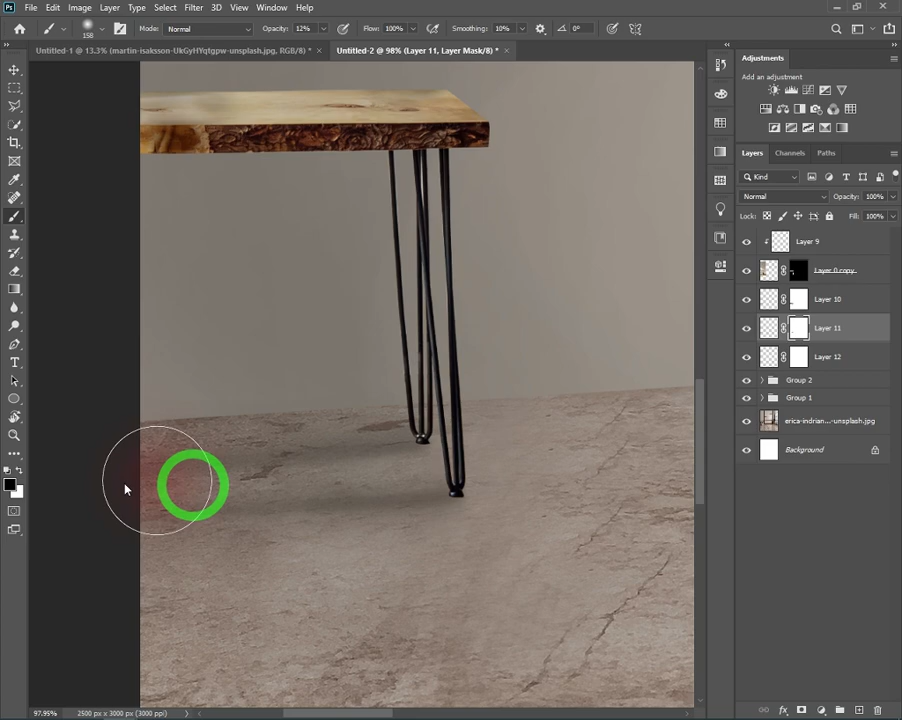 Ps File Edit Image Layer Type Select Filter 3D View Window Help
158 Mode: Normal Opacity: 12% Flow: 100% Smoothing: 10% 0°
Untitled-1 @ 13.3% (martin-isaksson-UkGyHYqtgpw-unsplash.jpg, RGB/8) * × Untitled-2 @ 98% (Layer 11, Layer Mask/8) * ×
Adjustments
Add an adjustment
Layers Channels Paths
Kind
Normal Opacity: 100%
Lock: Fill: 100%
Layer 9
Layer 0 copy
Layer 10
Layer 11
Layer 12
Group 2
Group 1
erica-indrian...-unsplash.jpg
Background
97.95% 2500 px x 3000 px (3000 ppi)